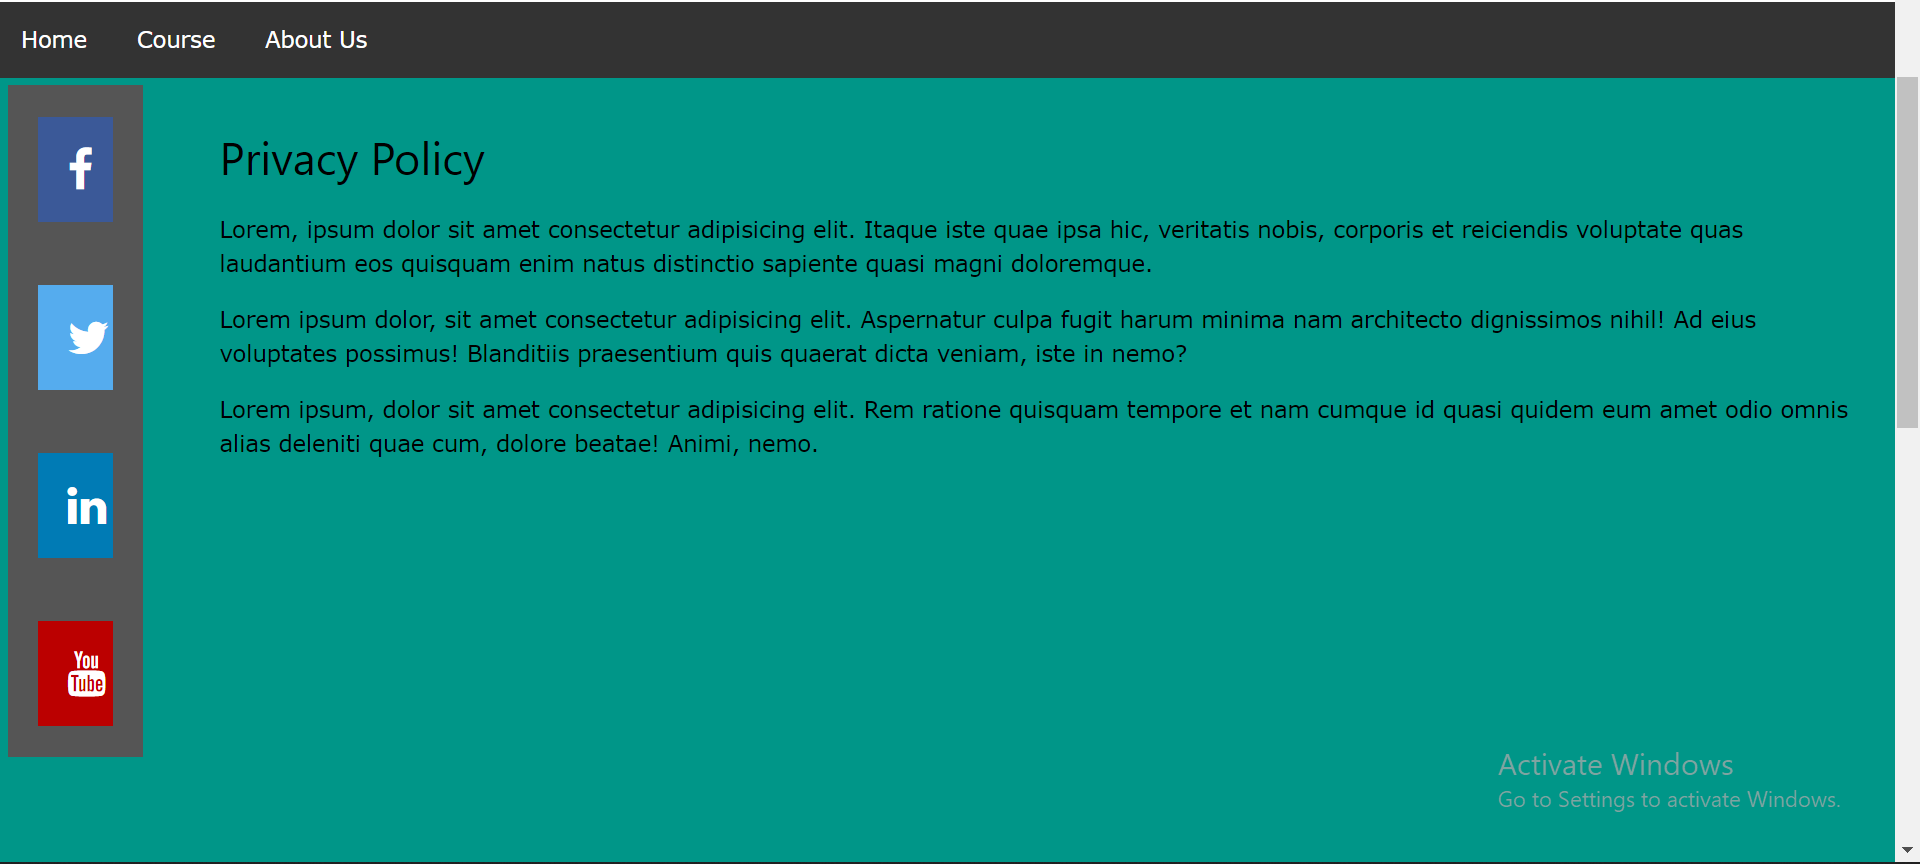 Home Course About Us
Privacy Policy
Lorem, ipsum dolor sit amet consectetur adipisicing elit. Itaque iste quae ipsa hic, veritatis nobis, corporis et reiciendis voluptate quas
laudantium eos quisquam enim natus distinctio sapiente quasi magni doloremque.
Lorem ipsum dolor, sit amet consectetur adipisicing elit. Aspernatur culpa fugit harum minima nam architecto dignissimos nihil! Ad eius
voluptates possimus! Blanditiis praesentium quis quaerat dicta veniam, iste in nemo?
Lorem ipsum, dolor sit amet consectetur adipisicing elit. Rem ratione quisquam tempore et nam cumque id quasi quidem eum amet odio omnis
alias deleniti quae cum, dolore beatae! Animi, nemo.
f
in
You
Tube
Activate Windows
Go to Settings to activate Windows.